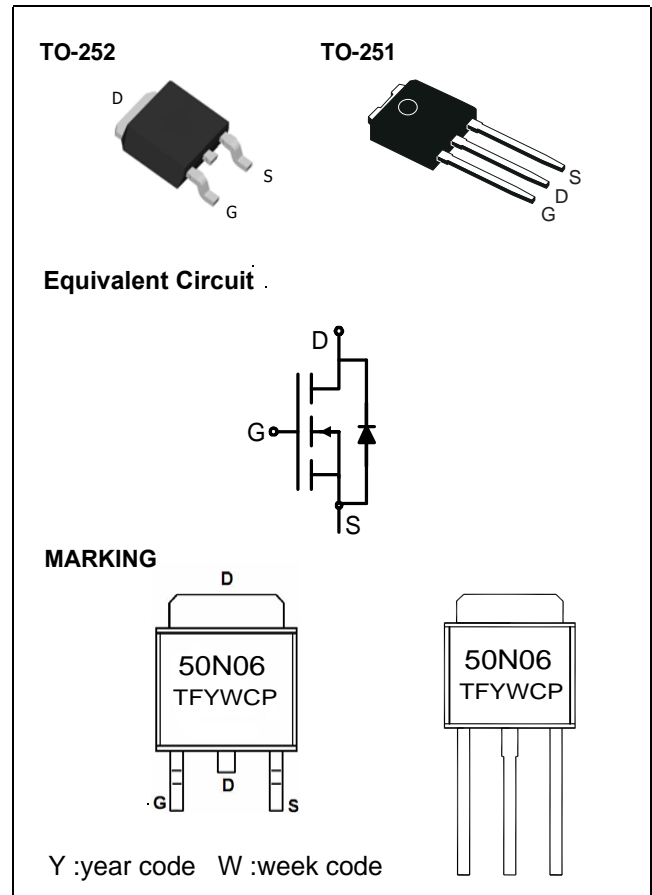 TO-252 TO-251
D
S
G
S
D
G
Equivalent Circuit
D
G
S
MARKING
D
50N06
TFYWCP
D
G
S
50N06
TFYWCP
Y :year code W :week code